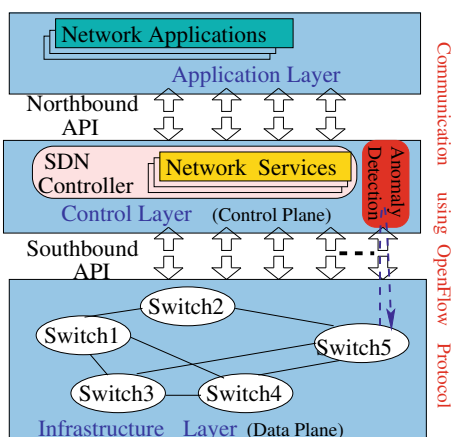 Network Applications
Application Layer
Northbound
API
SDN
Controller
Network Services
Anomaly
Detection
Control Layer (Control Plane)
Southbound
API
Switch2
Switch1
Switch5
Switch3
Switch4
Infrastructure Layer (Data Plane)
Communication using OpenFlow Protocol